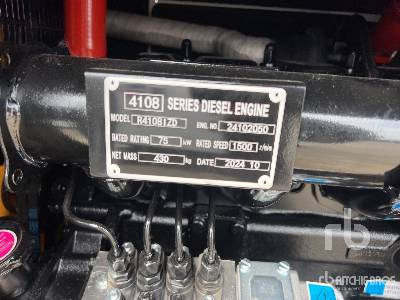 4108 SERIES DIESEL ENGINE
MODEL R4108IZD ENG.NO. 24102050
RATED RATING 75 kW RATED SPEED 1500 r/min
NET MASS 430 kg DATE 2024 10
rb
RITCHIE BROS